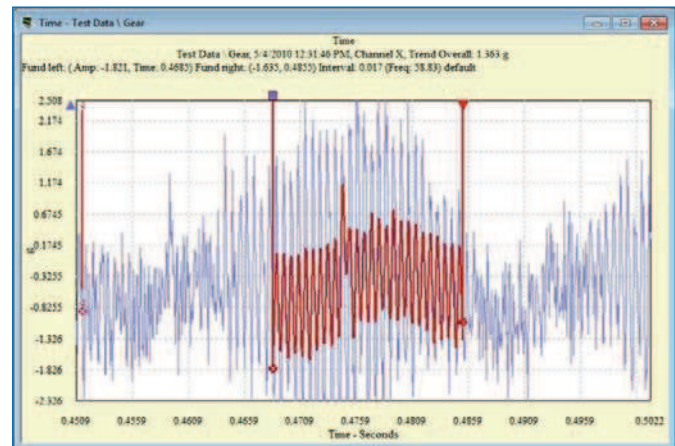 Time - Test Data \ Gear
Time
Test Data \ Gear, 5/4/2010 12:31:46 PM, Channel X, Trend Overall: 1.363 g
Fund left: ( Amp: -1.821, Time: 0.4685) Fund right: (-1.635, 0.4855) Interval: 0.017 (Freq: 58.83) default
2.508
2.174
1.674
1.174
0.6745
0.1745
g
-0.3255
-0.8255
-1.326
-1.826
-2.326
0.4509 0.4559 0.4609 0.4659 0.4709 0.4759 0.4809 0.4859 0.4909 0.4959 0.5022
Time - Seconds